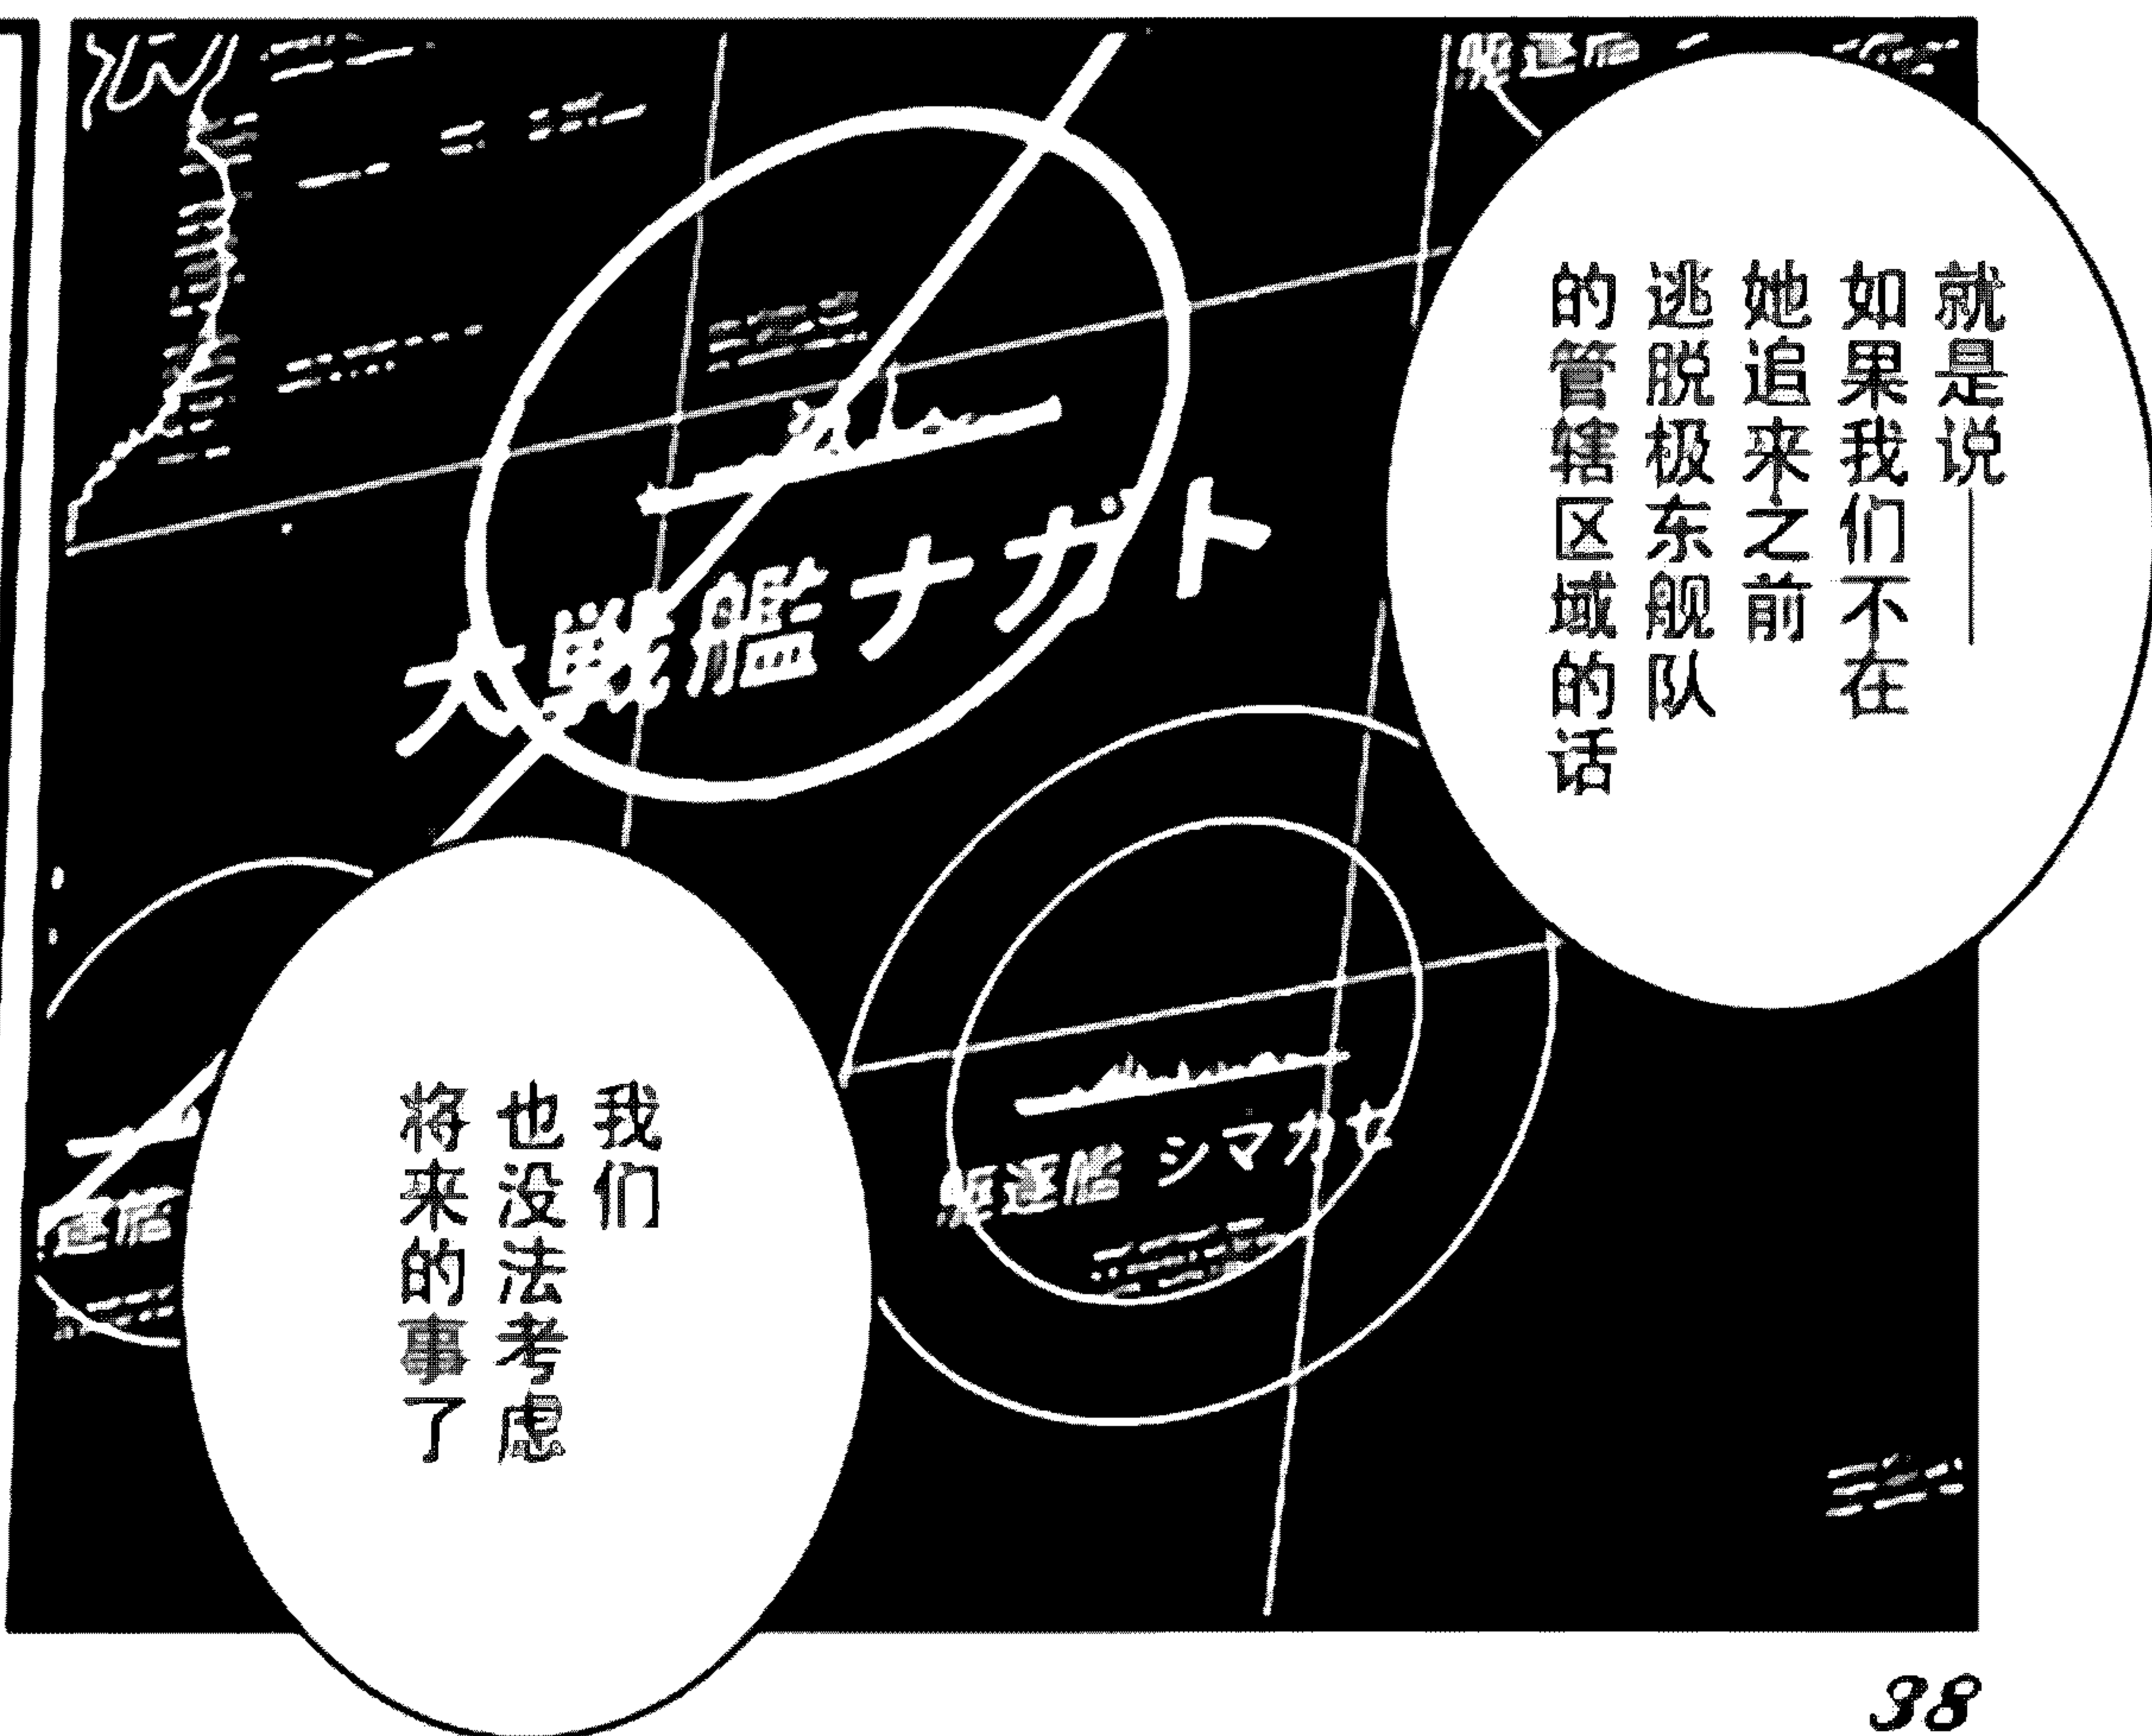 就是说——
如果我们不在
她追来之前
逃脱极东舰队
的管辖区域的话
大戦艦ナガト
駆逐艦 シマカゼ
我们
也没法考虑
将来的事了
38